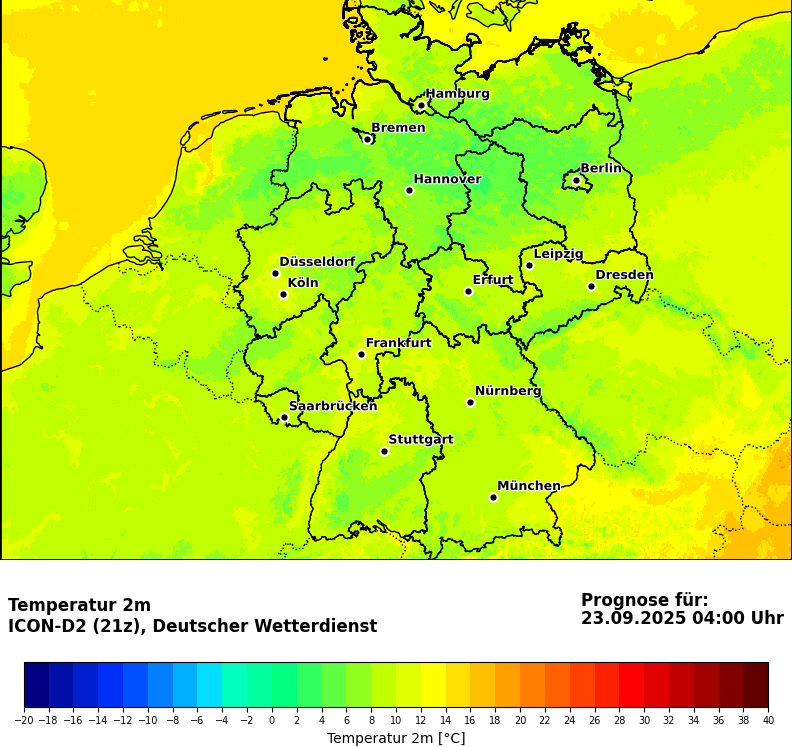 Hamburg
Bremen
Berlin
Hannover
Leipzig
Düsseldorf
Dresden
Köln
Erfurt
Frankfurt
Nürnberg
Saarbrücken
Stuttgart
München
Temperatur 2m
ICON-D2 (21z), Deutscher Wetterdienst
Prognose für:
23.09.2025 04:00 Uhr
−20 −18 −16 −14 −12 −10 −8 −6 −4 −2 0 2 4 6 8 10 12 14 16 18 20 22 24 26 28 30 32 34 36 38 40
Temperatur 2m [°C]